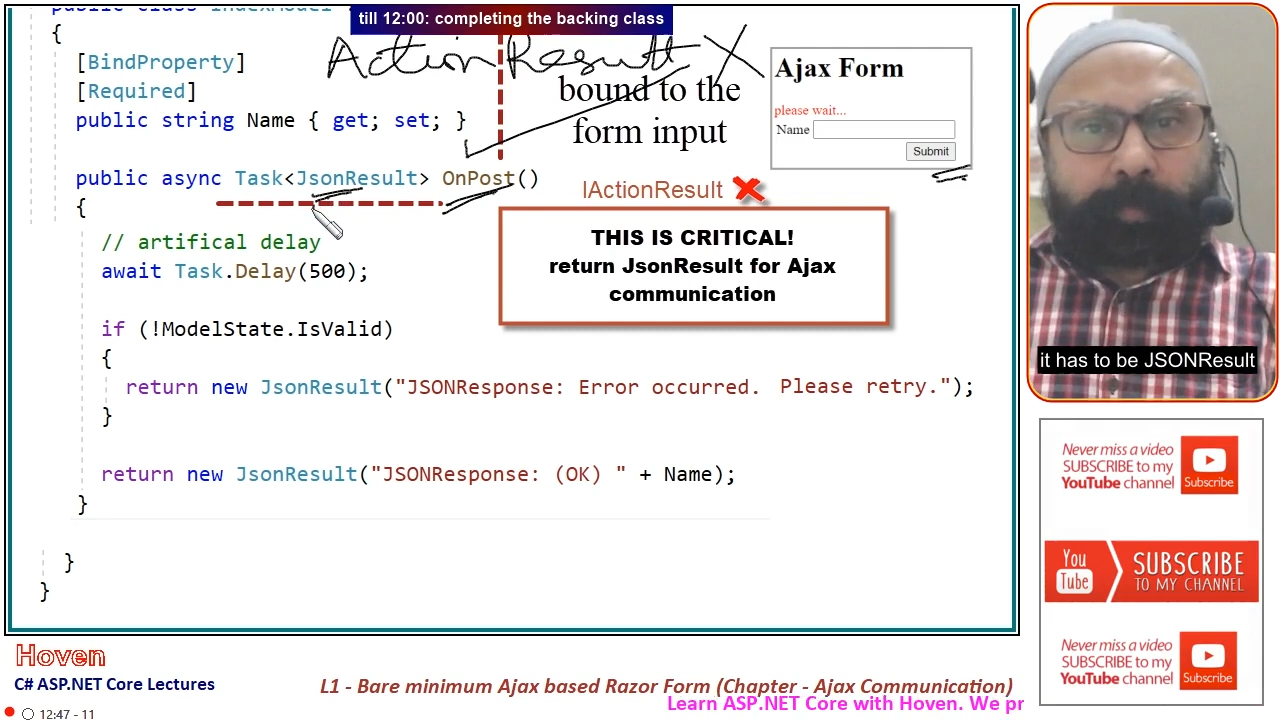 till 12:00: completing the backing class
{
[BindProperty]
[Required]
public string Name { get; set; }
ActionResult X
bound to the
form input
Ajax Form
please wait...
Name
Submit
public async Task<JsonResult> OnPost()
IActionResult
{
THIS IS CRITICAL!
return JsonResult for Ajax
communication
// artifical delay
await Task.Delay(500);
if (!ModelState.IsValid)
{
return new JsonResult("JSONResponse: Error occurred. Please retry.");
}
return new JsonResult("JSONResponse: (OK) " + Name);
}
}
}
it has to be JSONResult
Never miss a video
SUBSCRIBE to my
YouTube channel
Subscribe
You
Tube
SUBSCRIBE
TO MY CHANNEL
Never miss a video
SUBSCRIBE to my
YouTube channel
Subscribe
Hoven
C# ASP.NET Core Lectures
L1 - Bare minimum Ajax based Razor Form (Chapter - Ajax Communication)
Learn ASP.NET Core with Hoven. We pr
12:47 - 11